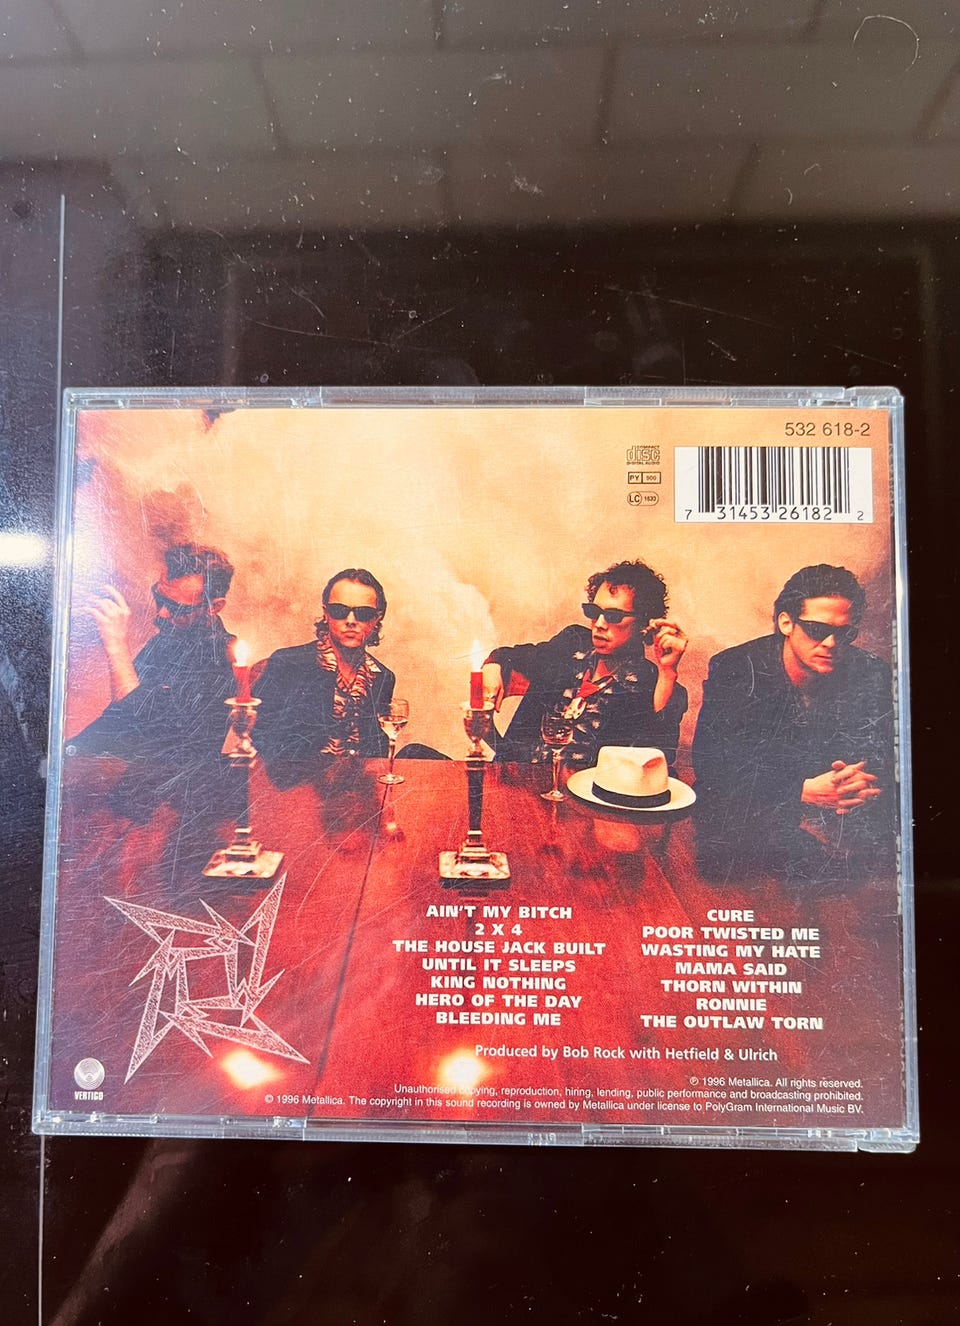 532 618-2
COMPACT
disc
DIGITAL AUDIO
PY 900
LC 1633
7 31453 26182 2
AIN'T MY BITCH
2 X 4
THE HOUSE JACK BUILT
UNTIL IT SLEEPS
KING NOTHING
HERO OF THE DAY
BLEEDING ME
CURE
POOR TWISTED ME
WASTING MY HATE
MAMA SAID
THORN WITHIN
RONNIE
THE OUTLAW TORN
Produced by Bob Rock with Hetfield & Ulrich
VERTIGO
℗ 1996 Metallica. All rights reserved.
Unauthorised copying, reproduction, hiring, lending, public performance and broadcasting prohibited.
© 1996 Metallica. The copyright in this sound recording is owned by Metallica under license to PolyGram International Music BV.